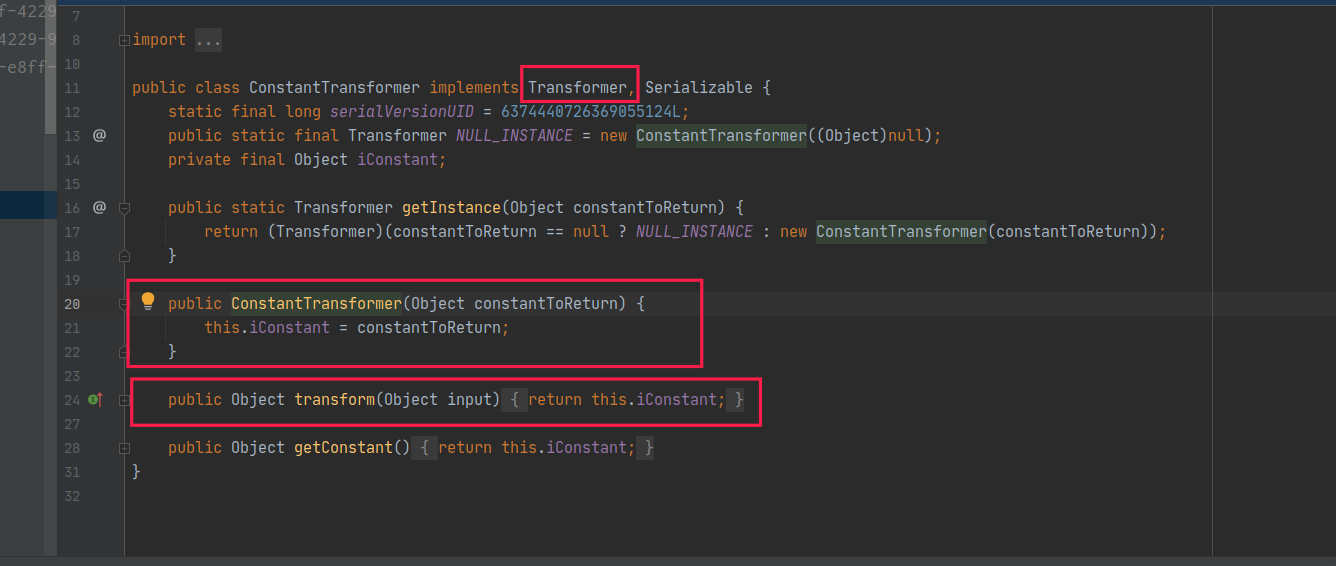 f-4229
4229-9
-e8ff-
7
8 import ...
10
11 public class ConstantTransformer implements Transformer, Serializable {
12 static final long serialVersionUID = 6374440726369055124L;
13 @ public static final Transformer NULL_INSTANCE = new ConstantTransformer((Object)null);
14 private final Object iConstant;
15
16 @ public static Transformer getInstance(Object constantToReturn) {
17 return (Transformer)(constantToReturn == null ? NULL_INSTANCE : new ConstantTransformer(constantToReturn));
18 }
19
20 public ConstantTransformer(Object constantToReturn) {
21 this.iConstant = constantToReturn;
22 }
23
24 public Object transform(Object input) { return this.iConstant; }
27
28 public Object getConstant() { return this.iConstant; }
31 }
32